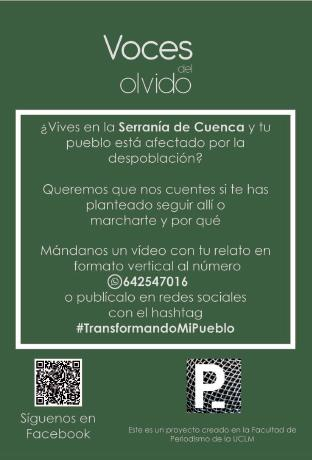 Voces
del
olvido
¿Vives en la Serranía de Cuenca y tu
pueblo está afectado por la
despoblación?
Queremos que nos cuentes si te has
planteado seguir allí o
marcharte y por qué
Mándanos un vídeo con tu relato en
formato vertical al número
642547016
o publícalo en redes sociales
con el hashtag
#TransformandoMiPueblo
P.
Síguenos en
Facebook
Este es un proyecto creado en la Facultad de
Periodismo de la UCLM